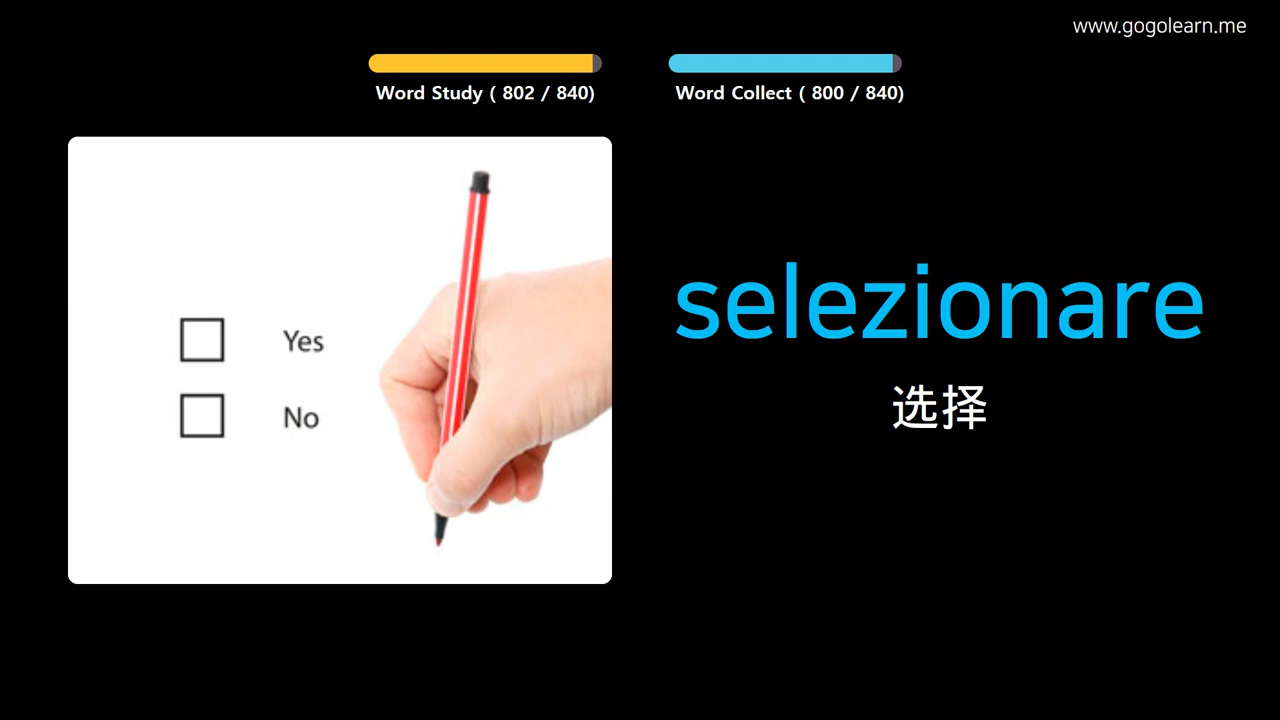 www.gogolearn.me
Word Study ( 802 / 840)
Word Collect ( 800 / 840)
Yes
No
selezionare
选择